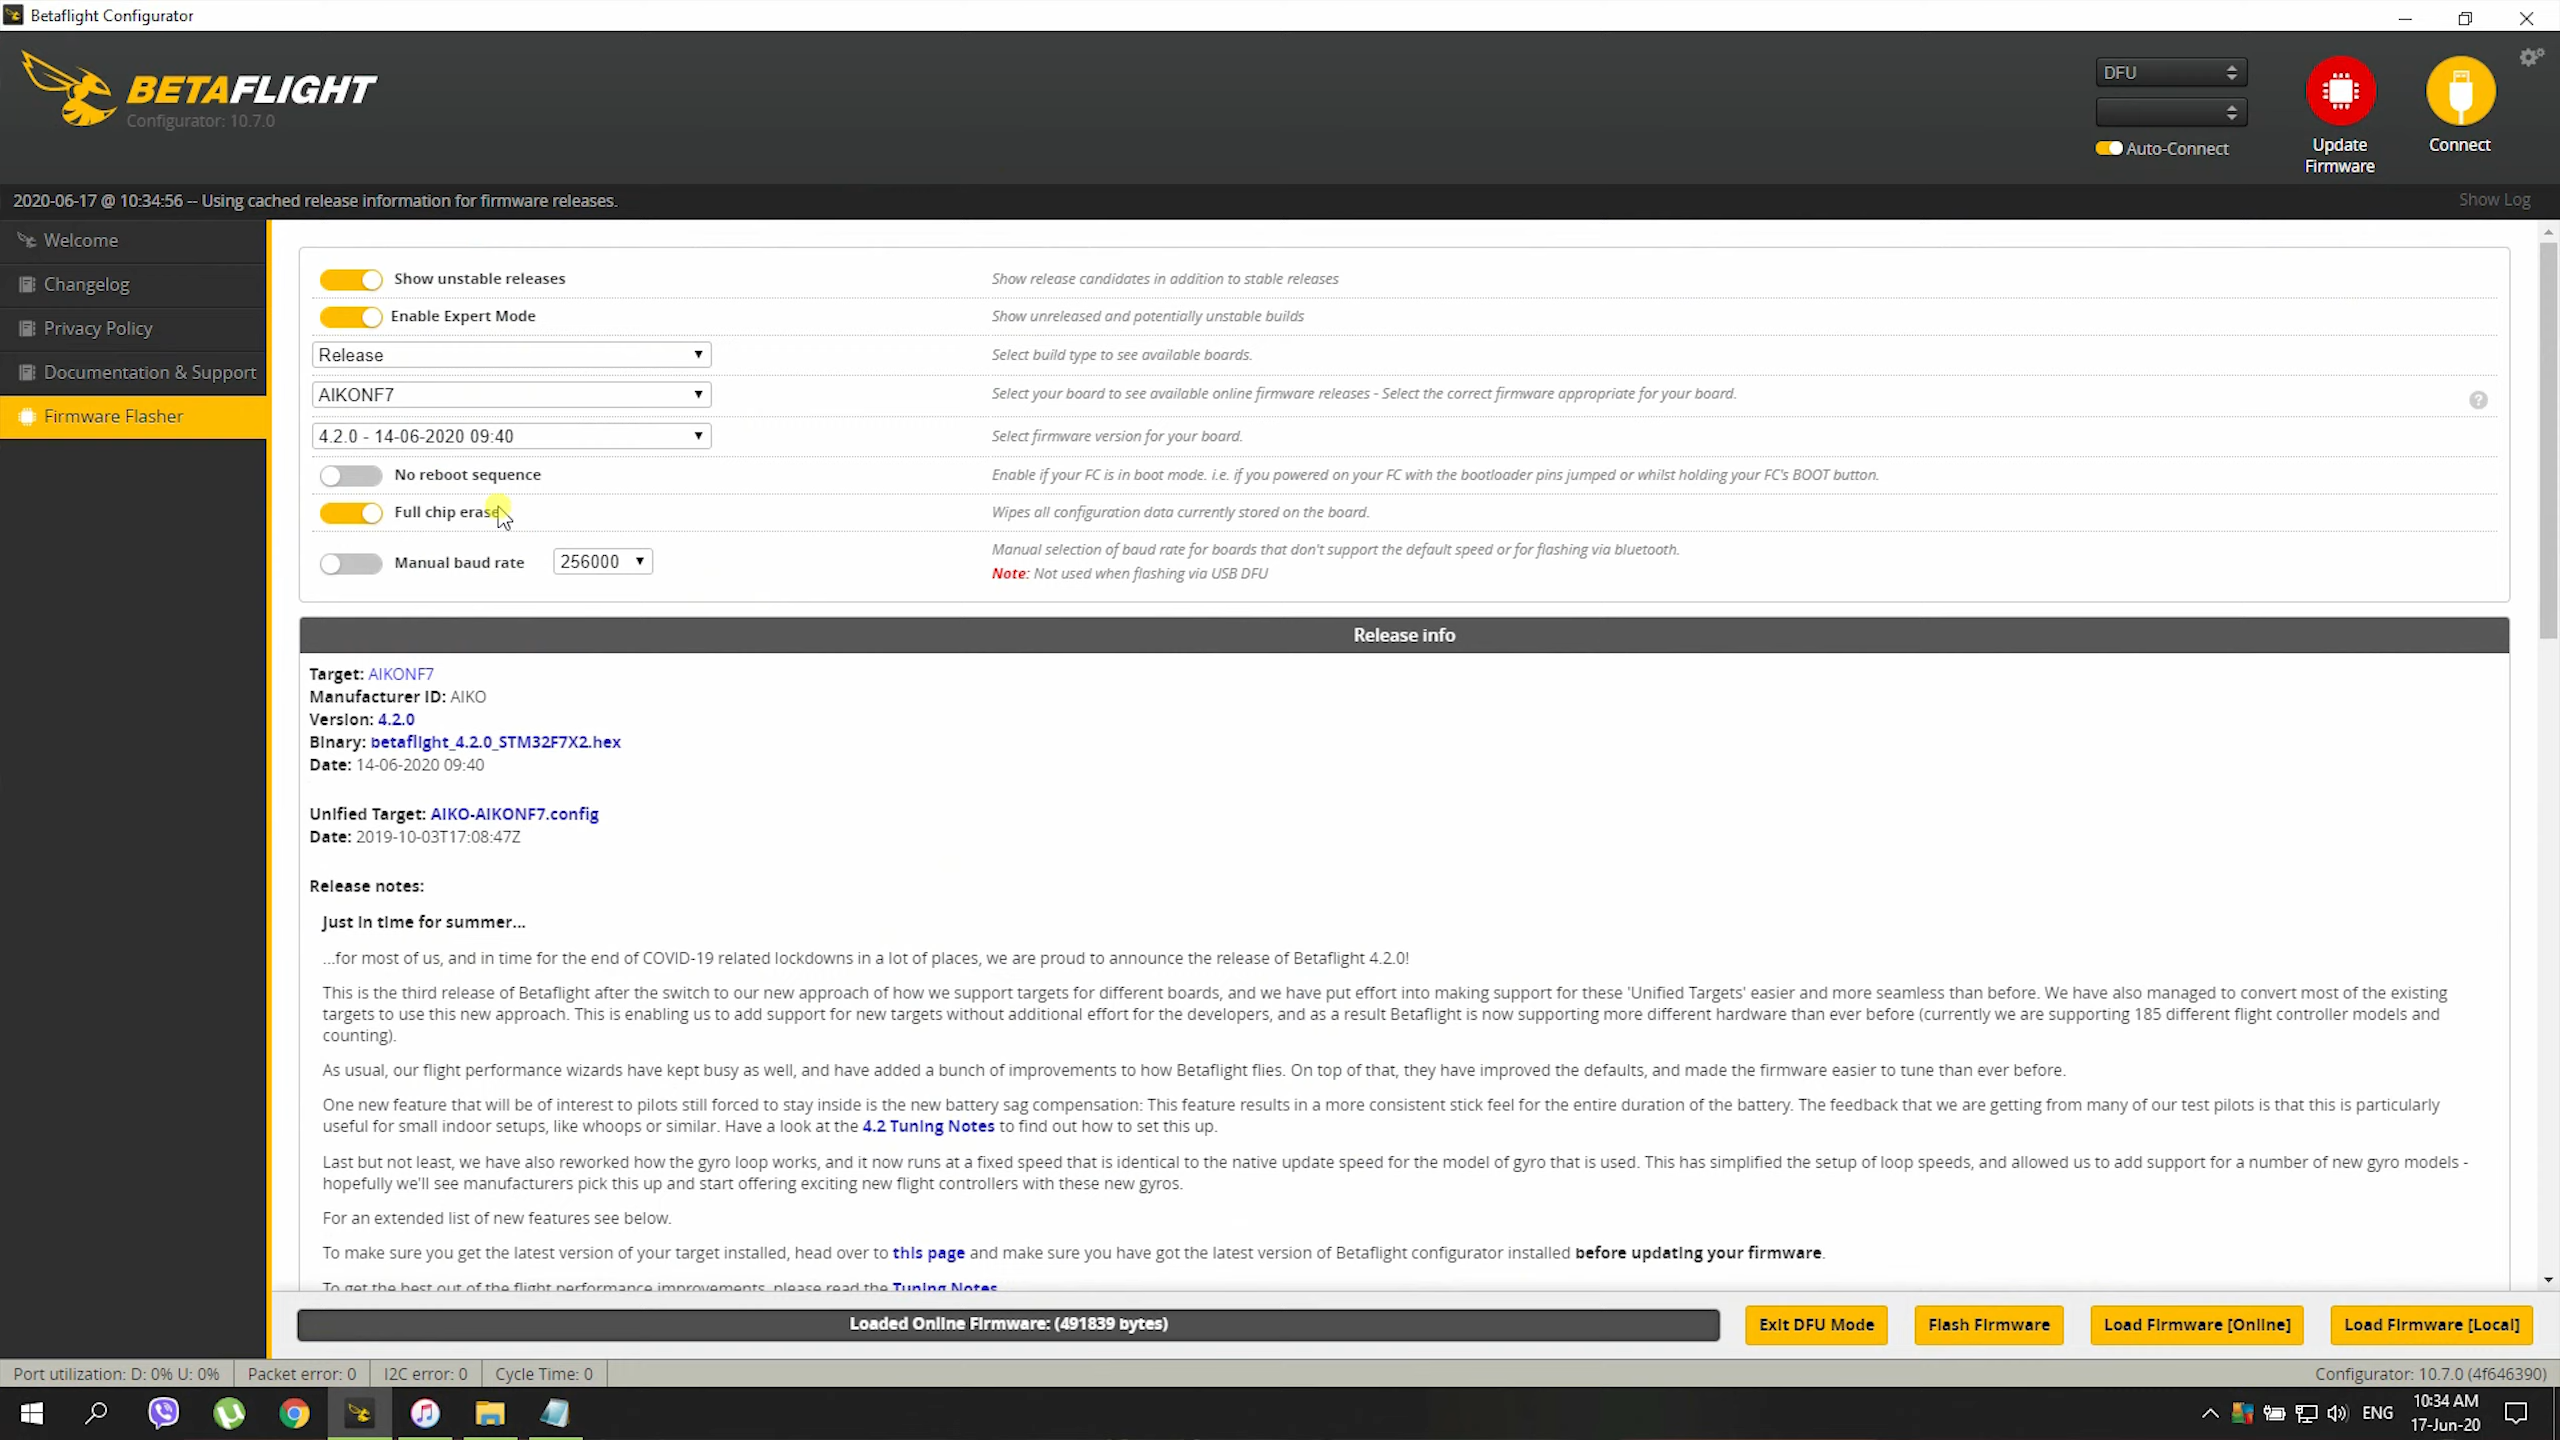 Betaflight Configurator
BETAFLIGHT
Configurator: 10.7.0
DFU
Auto-Connect
Update
Firmware
Connect
2020-06-17 @ 10:34:56 -- Using cached release information for firmware releases.
Show Log
Welcome
Changelog
Privacy Policy
Documentation & Support
Firmware Flasher
Show unstable releases
Show release candidates in addition to stable releases
Enable Expert Mode
Show unreleased and potentially unstable builds
Release
Select build type to see available boards.
AIKONF7
Select your board to see available online firmware releases - Select the correct firmware appropriate for your board.
?
4.2.0 - 14-06-2020 09:40
Select firmware version for your board.
No reboot sequence
Enable if your FC is in boot mode. i.e. if you powered on your FC with the bootloader pins jumped or whilst holding your FC's BOOT button.
Full chip erase
Wipes all configuration data currently stored on the board.
Manual baud rate
256000
Manual selection of baud rate for boards that don't support the default speed or for flashing via bluetooth.
Note: Not used when flashing via USB DFU
Release info
Target: AIKONF7
Manufacturer ID: AIKO
Version: 4.2.0
Binary: betaflight_4.2.0_STM32F7X2.hex
Date: 14-06-2020 09:40
Unified Target: AIKO-AIKONF7.config
Date: 2019-10-03T17:08:47Z
Release notes:
Just in time for summer...
...for most of us, and in time for the end of COVID-19 related lockdowns in a lot of places, we are proud to announce the release of Betaflight 4.2.0!
This is the third release of Betaflight after the switch to our new approach of how we support targets for different boards, and we have put effort into making support for these 'Unified Targets' easier and more seamless than before. We have also managed to convert most of the existing
targets to use this new approach. This is enabling us to add support for new targets without additional effort for the developers, and as a result Betaflight is now supporting more different hardware than ever before (currently we are supporting 185 different flight controller models and
counting).
As usual, our flight performance wizards have kept busy as well, and have added a bunch of improvements to how Betaflight flies. On top of that, they have improved the defaults, and made the firmware easier to tune than ever before.
One new feature that will be of interest to pilots still forced to stay inside is the new battery sag compensation: This feature results in a more consistent stick feel for the entire duration of the battery. The feedback that we are getting from many of our test pilots is that this is particularly
useful for small indoor setups, like whoops or similar. Have a look at the 4.2 Tuning Notes to find out how to set this up.
Last but not least, we have also reworked how the gyro loop works, and it now runs at a fixed speed that is identical to the native update speed for the model of gyro that is used. This has simplified the setup of loop speeds, and allowed us to add support for a number of new gyro models -
hopefully we'll see manufacturers pick this up and start offering exciting new flight controllers with these new gyros.
For an extended list of new features see below.
To make sure you get the latest version of your target installed, head over to this page and make sure you have got the latest version of Betaflight configurator installed before updating your firmware.
To get the best out of the flight performance improvements, please read the Tuning Notes
Loaded Online Firmware: (491839 bytes)
Exit DFU Mode
Flash Firmware
Load Firmware [Online]
Load Firmware [Local]
Port utilization: D: 0% U: 0%
Packet error: 0
I2C error: 0
Cycle Time: 0
Configurator: 10.7.0 (4f646390)
ENG
10:34 AM
17-Jun-20